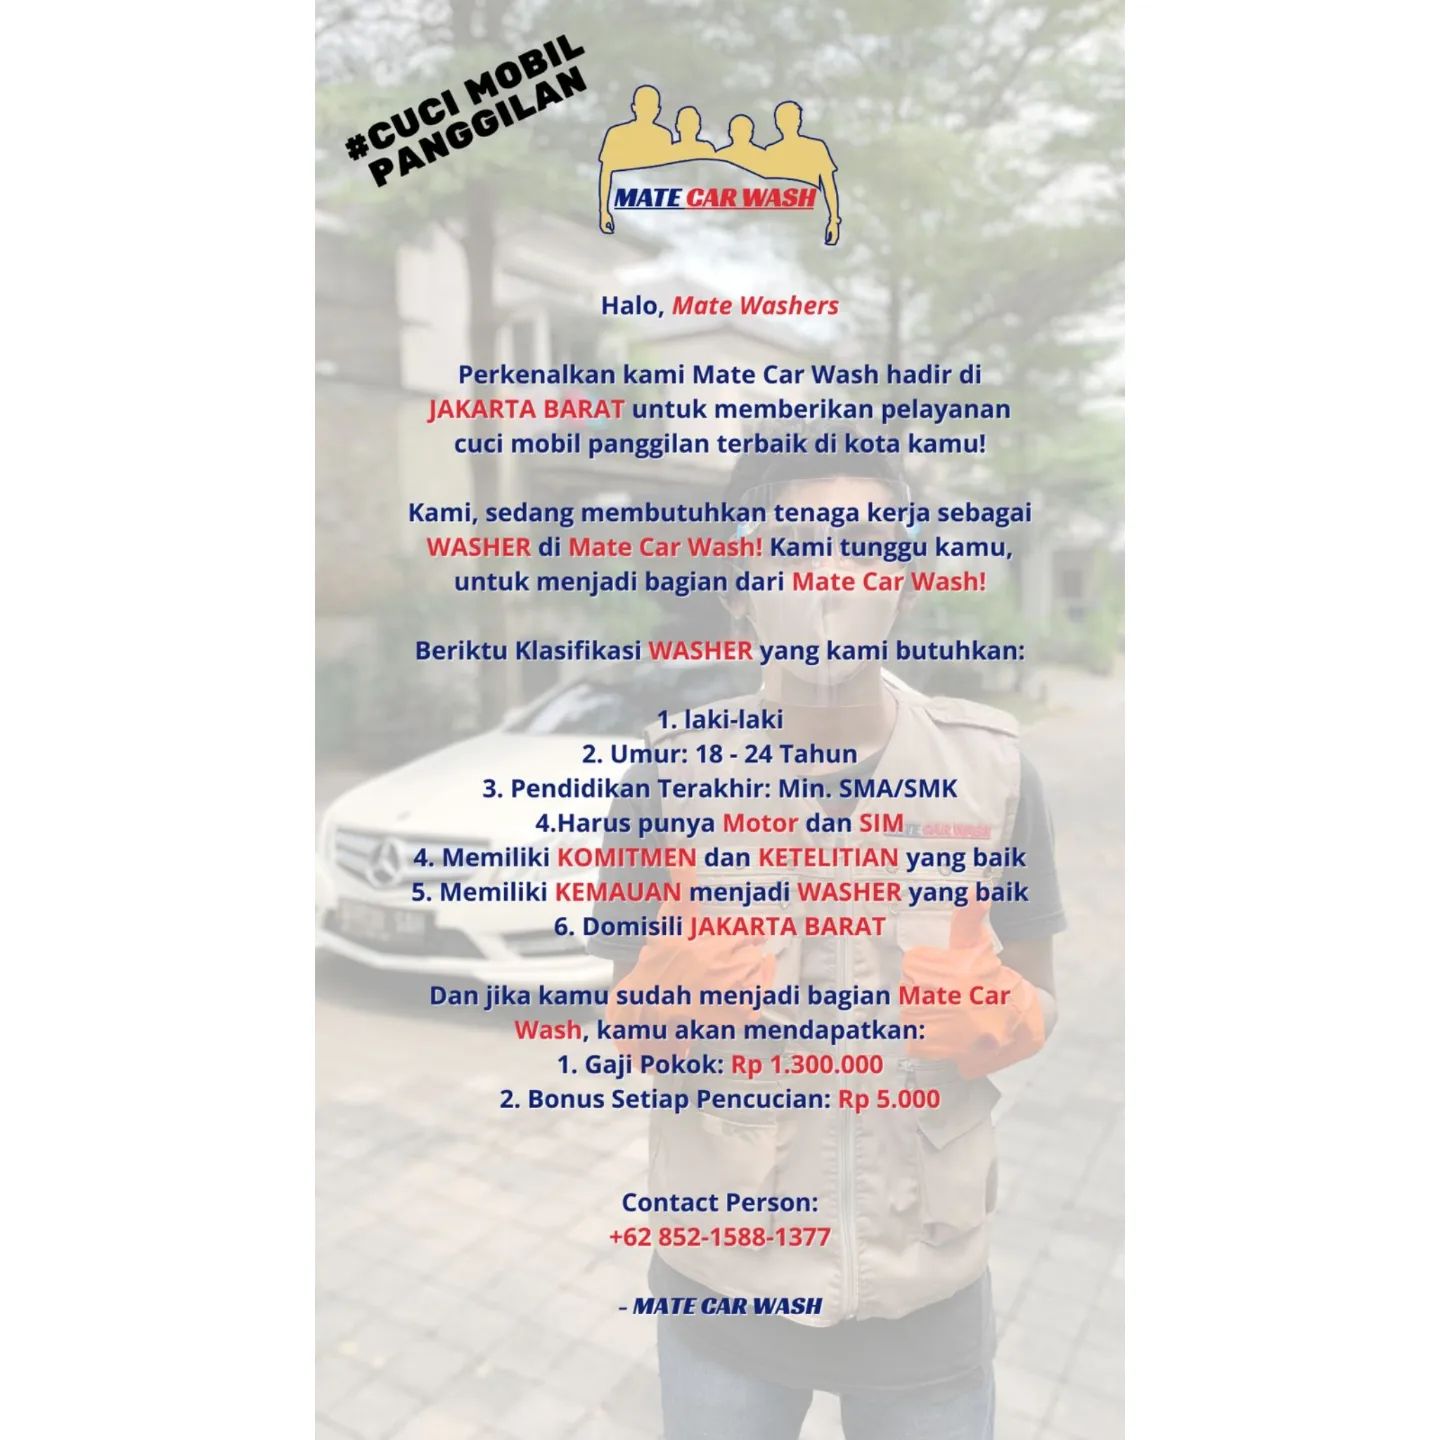 #CUCI MOBIL
PANGGILAN
MATE CAR WASH
Halo, Mate Washers
Perkenalkan kami Mate Car Wash hadir di
JAKARTA BARAT untuk memberikan pelayanan
cuci mobil panggilan terbaik di kota kamu!
Kami, sedang membutuhkan tenaga kerja sebagai
WASHER di Mate Car Wash! Kami tunggu kamu,
untuk menjadi bagian dari Mate Car Wash!
Beriktu Klasifikasi WASHER yang kami butuhkan:
1. laki-laki
2. Umur: 18 - 24 Tahun
3. Pendidikan Terakhir: Min. SMA/SMK
4.Harus punya Motor dan SIM
CAR WASH
4. Memiliki KOMITMEN dan KETELITIAN yang baik
5. Memiliki KEMAUAN menjadi WASHER yang baik
6. Domisili JAKARTA BARAT
Dan jika kamu sudah menjadi bagian Mate Car
Wash, kamu akan mendapatkan:
1. Gaji Pokok: Rp 1.300.000
2. Bonus Setiap Pencucian: Rp 5.000
Contact Person:
+62 852-1588-1377
- MATE CAR WASH